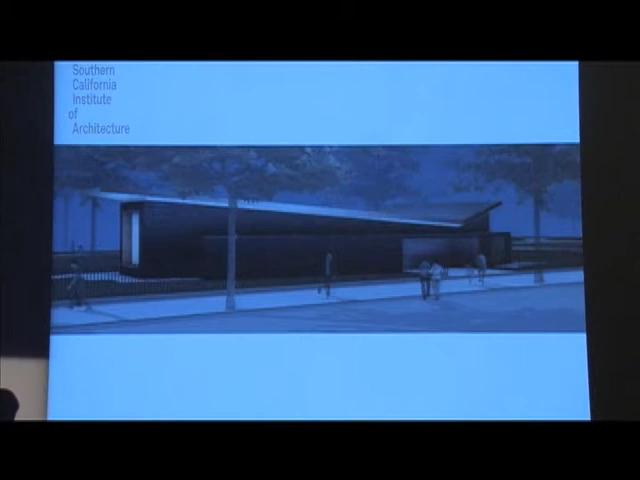 Southern
California
Institute
of
Architecture